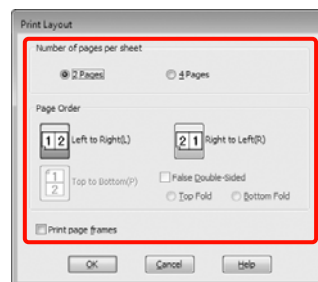 Print Layout
Number of pages per sheet
2 Pages 4 Pages
Page Order
1 2 Left to Right(L) 2 1 Right to Left(R)
1 2 Top to Bottom(P) False Double-Sided
Top Fold Bottom Fold
Print page frames
OK Cancel Help